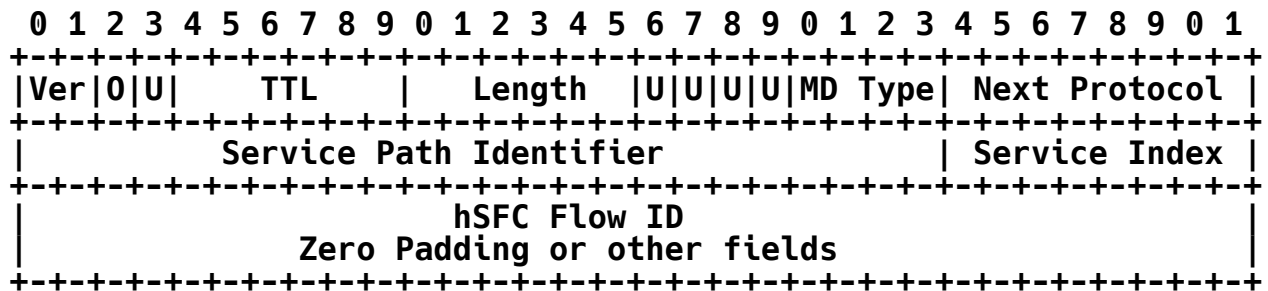 0 1 2 3 4 5 6 7 8 9 0 1 2 3 4 5 6 7 8 9 0 1 2 3 4 5 6 7 8 9 0 1
+-+-+-+-+-+-+-+-+-+-+-+-+-+-+-+-+-+-+-+-+-+-+-+-+-+-+-+-+-+-+-+-+
|Ver|O|U|    TTL    |   Length  |U|U|U|U|MD Type| Next Protocol |
+-+-+-+-+-+-+-+-+-+-+-+-+-+-+-+-+-+-+-+-+-+-+-+-+-+-+-+-+-+-+-+-+
|          Service Path Identifier              | Service Index |
+-+-+-+-+-+-+-+-+-+-+-+-+-+-+-+-+-+-+-+-+-+-+-+-+-+-+-+-+-+-+-+-+
|                      hSFC Flow ID                             |
|              Zero Padding or other fields                     |
+-+-+-+-+-+-+-+-+-+-+-+-+-+-+-+-+-+-+-+-+-+-+-+-+-+-+-+-+-+-+-+-+